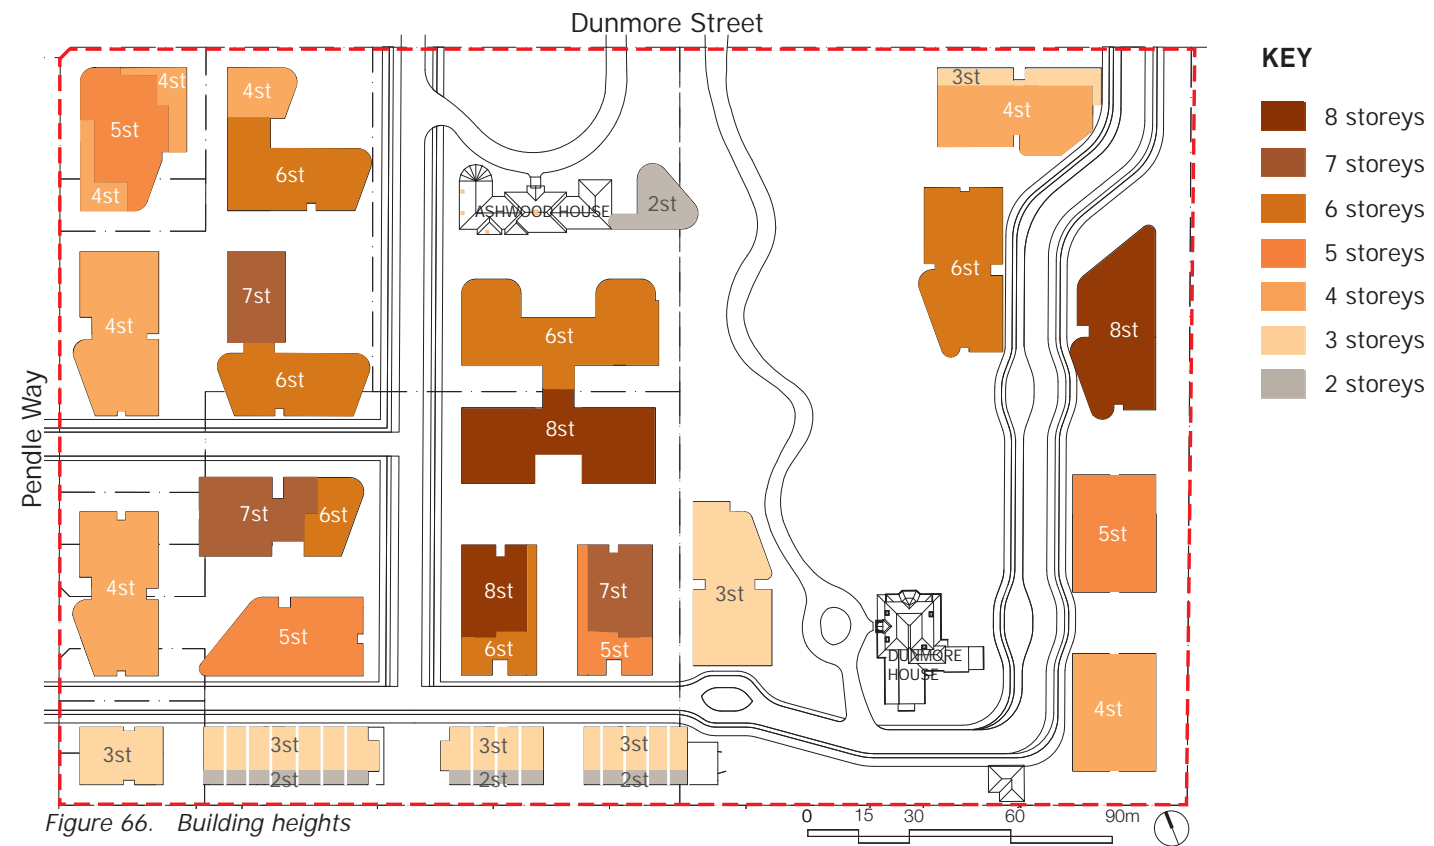 Dunmore Street
KEY
8 storeys
7 storeys
6 storeys
5 storeys
4 storeys
3 storeys
2 storeys
4st
5st
4st
4st
6st
3st
4st
ASHWOOD HOUSE
2st
4st
7st
6st
6st
8st
6st
8st
Pendle Way
7st
6st
4st
5st
8st
6st
7st
5st
3st
5st
DUNMORE
HOUSE
4st
3st
3st
2st
3st
2st
3st
2st
Figure 66. Building heights
0 15 30 60 90m